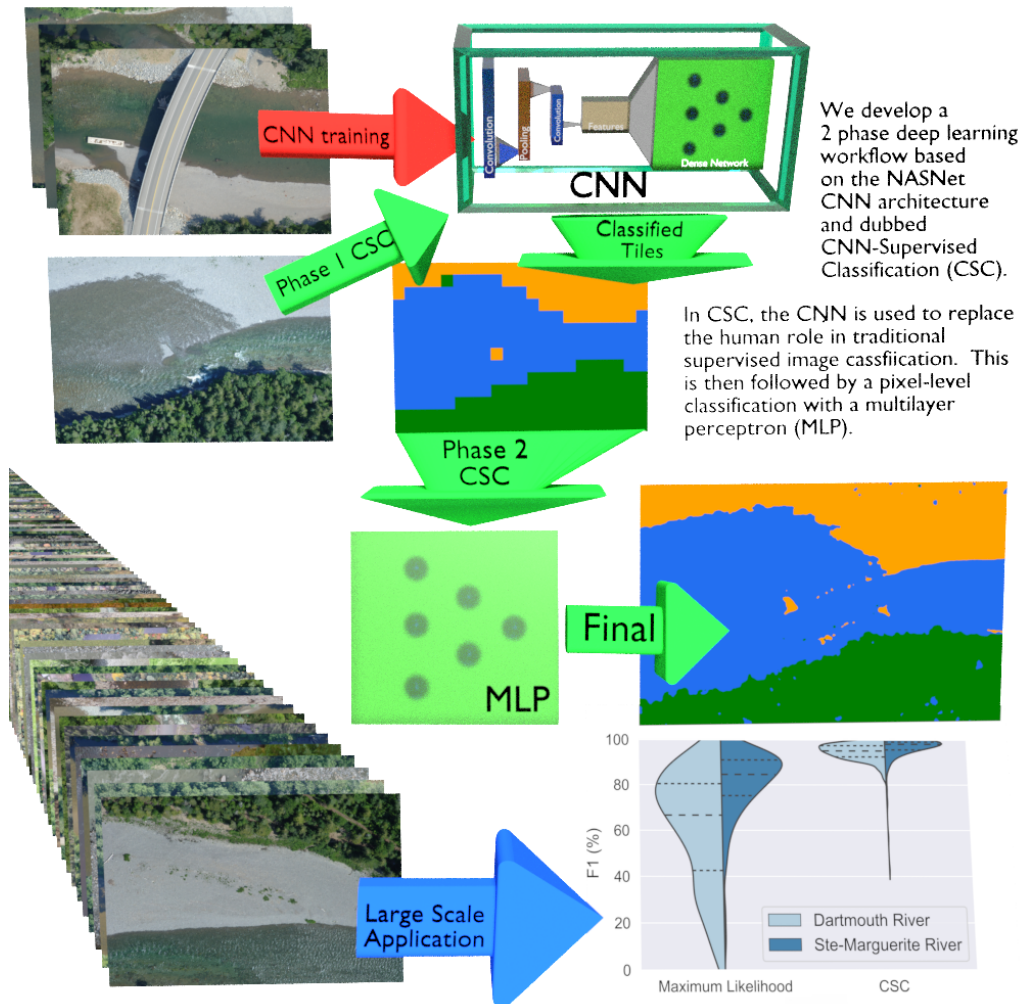 CNN training
Convolution
Pooling
Convolution
Features
Dense Network
CNN
We develop a
2 phase deep learning
workflow based
on the NASNet
CNN architecture
and dubbed
CNN-Supervised
Classification (CSC).
Phase 1 CSC
Classified
Tiles
In CSC, the CNN is used to replace
the human role in traditional
supervised image cassfication. This
is then followed by a pixel-level
classification with a multilayer
perceptron (MLP).
Phase 2
CSC
MLP
Final
Large Scale
Application
F1 (%)
100
80
60
40
20
0
Dartmouth River
Ste-Marguerite River
Maximum Likelihood
CSC